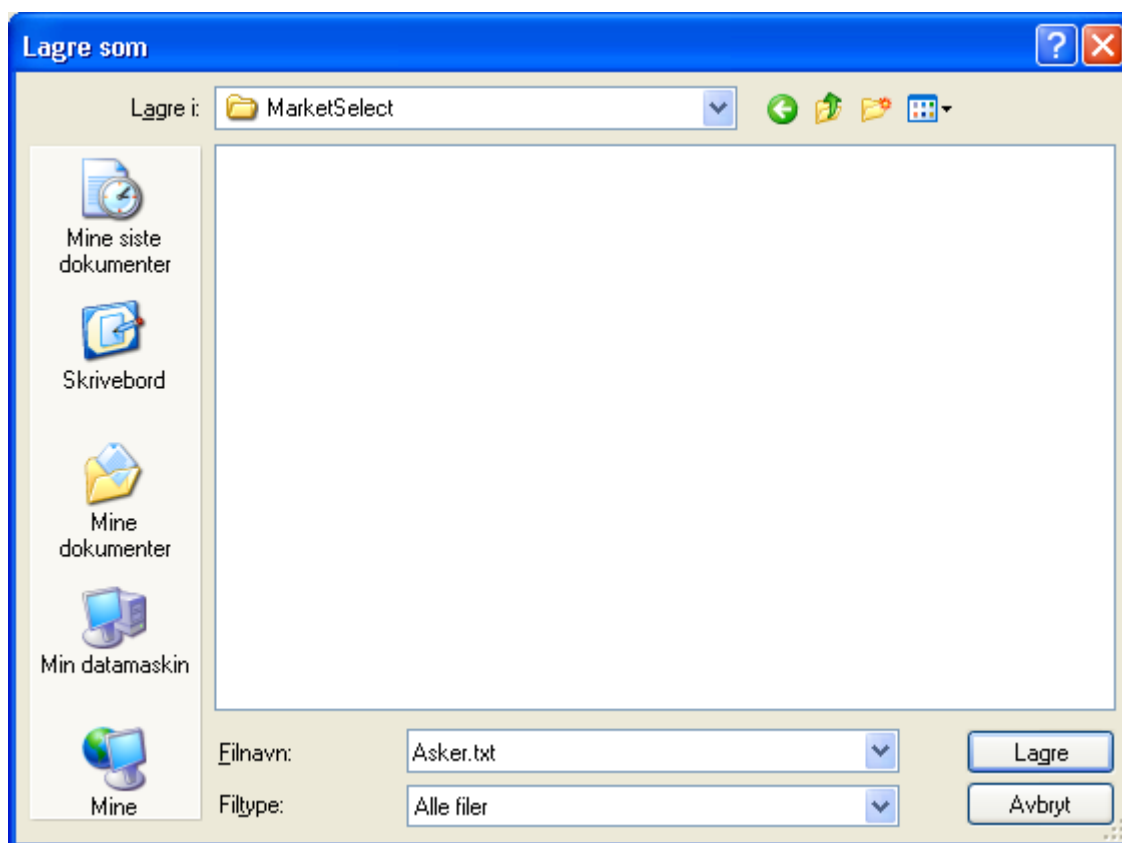 Lagre som
Lagre i:
MarketSelect
Mine siste
dokumenter
Skrivebord
Mine
dokumenter
Min datamaskin
Mine
Filnavn:
Asker.txt
Lagre
Filtype:
Alle filer
Avbryt